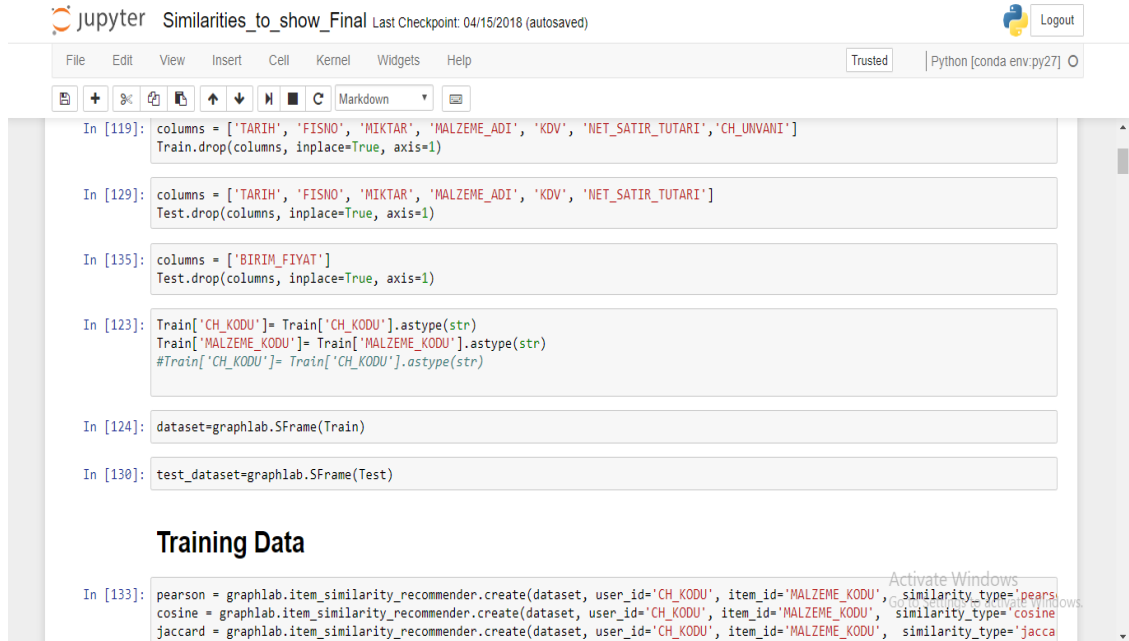 jupyter Similarities_to_show_Final Last Checkpoint: 04/15/2018 (autosaved)
Logout
File Edit View Insert Cell Kernel Widgets Help
Trusted
Python [conda env:py27]
Markdown
In [119]: columns = ['TARIH', 'FISNO', 'MIKTAR', 'MALZEME_ADI', 'KDV', 'NET_SATIR_TUTARI','CH_UNVANI']
Train.drop(columns, inplace=True, axis=1)
In [129]: columns = ['TARIH', 'FISNO', 'MIKTAR', 'MALZEME_ADI', 'KDV', 'NET_SATIR_TUTARI']
Test.drop(columns, inplace=True, axis=1)
In [135]: columns = ['BIRIM_FIYAT']
Test.drop(columns, inplace=True, axis=1)
In [123]: Train['CH_KODU']= Train['CH_KODU'].astype(str)
Train['MALZEME_KODU']= Train['MALZEME_KODU'].astype(str)
#Train['CH_KODU']= Train['CH_KODU'].astype(str)
In [124]: dataset=graphlab.SFrame(Train)
In [130]: test_dataset=graphlab.SFrame(Test)
Training Data
In [133]: pearson = graphlab.item_similarity_recommender.create(dataset, user_id='CH_KODU', item_id='MALZEME_KODU', similarity_type='pears
cosine = graphlab.item_similarity_recommender.create(dataset, user_id='CH_KODU', item_id='MALZEME_KODU', similarity_type='cosine
jaccard = graphlab.item_similarity_recommender.create(dataset, user_id='CH_KODU', item_id='MALZEME_KODU', similarity_type='jacca
Activate Windows
Go to Settings to activate Windows.